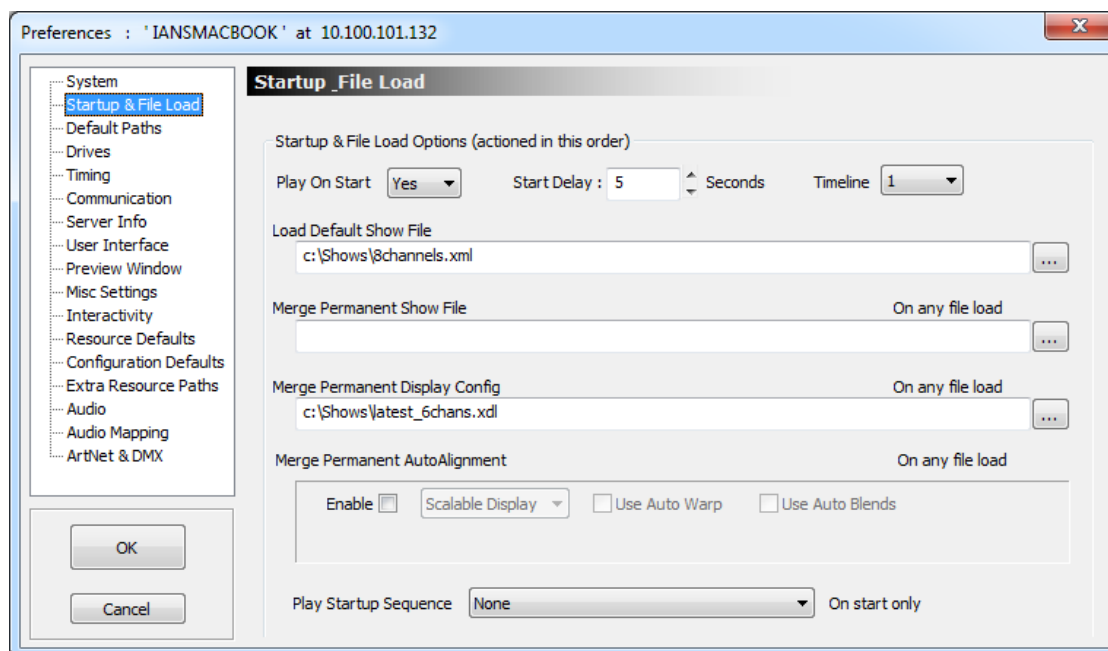 Preferences : ' IANSMACBOOK ' at 10.100.101.132
System
Startup & File Load
Default Paths
Drives
Timing
Communication
Server Info
User Interface
Preview Window
Misc Settings
Interactivity
Resource Defaults
Configuration Defaults
Extra Resource Paths
Audio
Audio Mapping
ArtNet & DMX
OK
Cancel
Startup _File Load
Startup & File Load Options (actioned in this order)
Play On Start Yes Start Delay : 5 Seconds Timeline 1
Load Default Show File
c:\Shows\8channels.xml ...
Merge Permanent Show File On any file load
...
Merge Permanent Display Config On any file load
c:\Shows\latest_6chans.xdl ...
Merge Permanent AutoAlignment On any file load
Enable Scalable Display Use Auto Warp Use Auto Blends
Play Startup Sequence None On start only